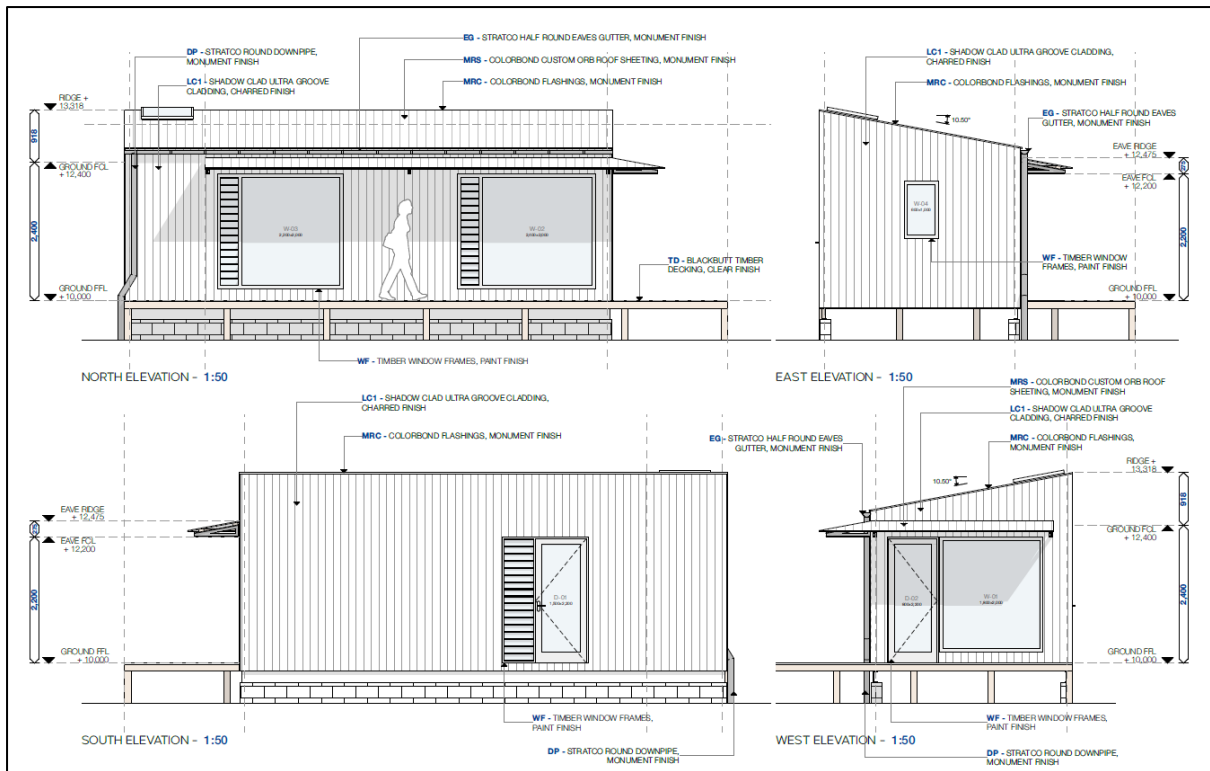 EG - STRATCO HALF ROUND EAVES GUTTER, MONUMENT FINISH
DP - STRATCO ROUND DOWNPIPE,
MONUMENT FINISH
MRS - COLORBOND CUSTOM ORB ROOF SHEETING, MONUMENT FINISH
LC1 - SHADOW CLAD ULTRA GROOVE
CLADDING, CHARRED FINISH
MRC - COLORBOND FLASHINGS, MONUMENT FINISH
RIDGE +
13,318
918
GROUND FCL
+ 12,400
2,400
GROUND FFL
+ 10,000
W-03
W-02
TD - BLACKBUTT TIMBER
DECKING, CLEAR FINISH
WF - TIMBER WINDOW FRAMES, PAINT FINISH
NORTH ELEVATION - 1:50
LC1 - SHADOW CLAD ULTRA GROOVE CLADDING,
CHARRED FINISH
MRC - COLORBOND FLASHINGS, MONUMENT FINISH
10.50°
EG - STRATCO HALF ROUND EAVES
GUTTER, MONUMENT FINISH
EAVE RIDGE
+ 12,475
275
EAVE FCL
+ 12,200
2,200
W-04
WF - TIMBER WINDOW
FRAMES, PAINT FINISH
GROUND FFL
+ 10,000
EAST ELEVATION - 1:50
LC1 - SHADOW CLAD ULTRA GROOVE CLADDING,
CHARRED FINISH
MRC - COLORBOND FLASHINGS, MONUMENT FINISH
EAVE RIDGE
+ 12,475
275
EAVE FCL
+ 12,200
2,200
GROUND FFL
+ 10,000
D-01
WF - TIMBER WINDOW FRAMES,
PAINT FINISH
SOUTH ELEVATION - 1:50
DP - STRATCO ROUND DOWNPIPE,
MONUMENT FINISH
MRS - COLORBOND CUSTOM ORB ROOF
SHEETING, MONUMENT FINISH
LC1 - SHADOW CLAD ULTRA GROOVE
CLADDING, CHARRED FINISH
EG - STRATCO HALF ROUND EAVES
GUTTER, MONUMENT FINISH
MRC - COLORBOND FLASHINGS,
MONUMENT FINISH
10.50°
RIDGE +
13,318
918
GROUND FCL
+ 12,400
2,400
D-02
W-01
GROUND FFL
+ 10,000
WF - TIMBER WINDOW FRAMES,
PAINT FINISH
WEST ELEVATION - 1:50
DP - STRATCO ROUND DOWNPIPE,
MONUMENT FINISH